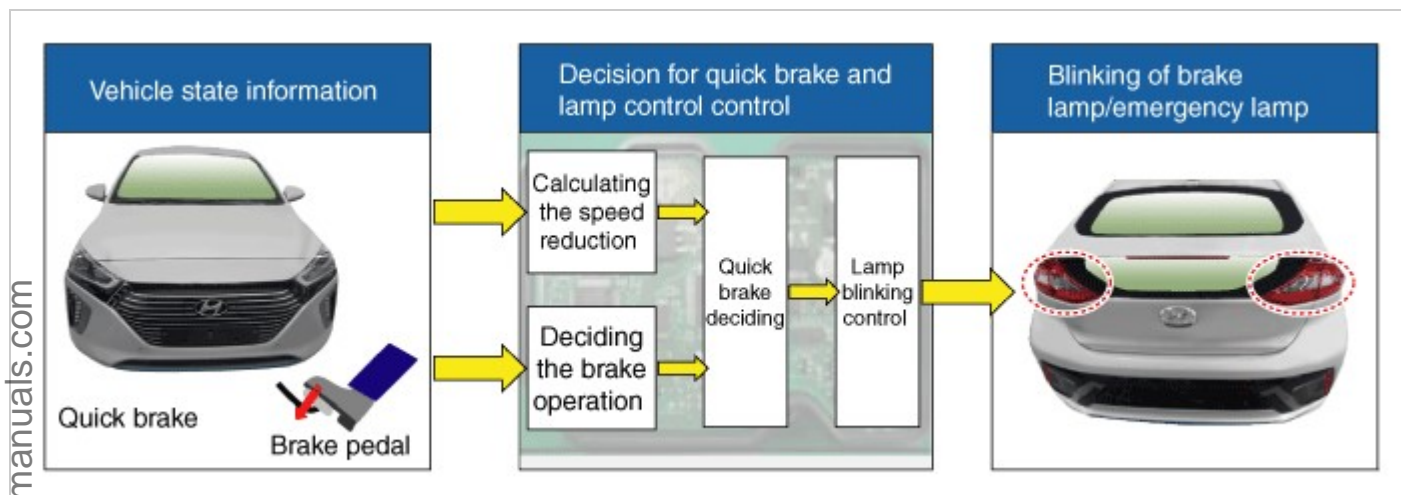 Vehicle state information
Quick brake
Brake pedal
Decision for quick brake and
lamp control control
Calculating
the speed
reduction
Deciding
the brake
operation
Quick
brake
deciding
Lamp
blinking
control
Blinking of brake
lamp/emergency lamp
manuals.com